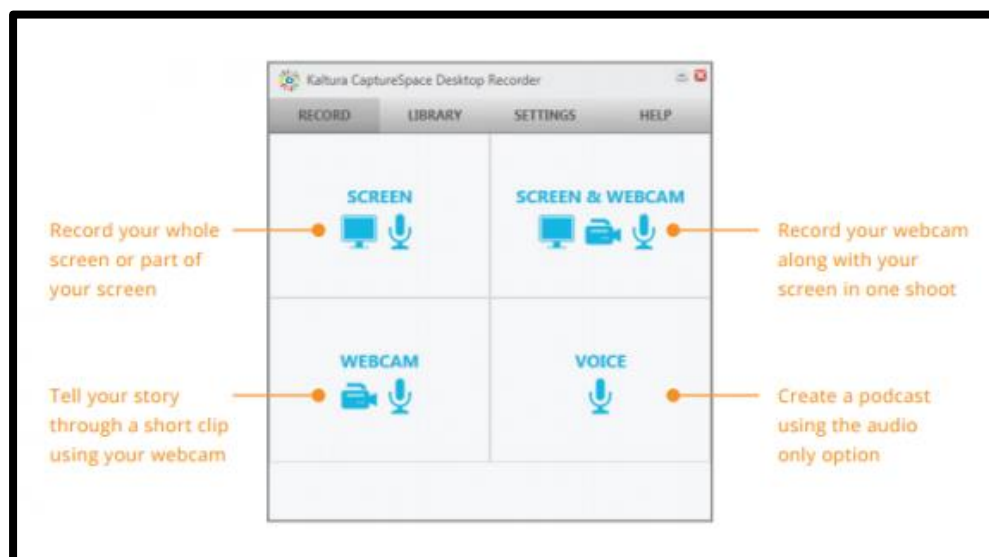 Kaltura CaptureSpace Desktop Recorder
RECORD LIBRARY SETTINGS HELP
SCREEN
SCREEN & WEBCAM
Record your whole
screen or part of
your screen
Record your webcam
along with your
screen in one shoot
WEBCAM
VOICE
Tell your story
through a short clip
using your webcam
Create a podcast
using the audio
only option